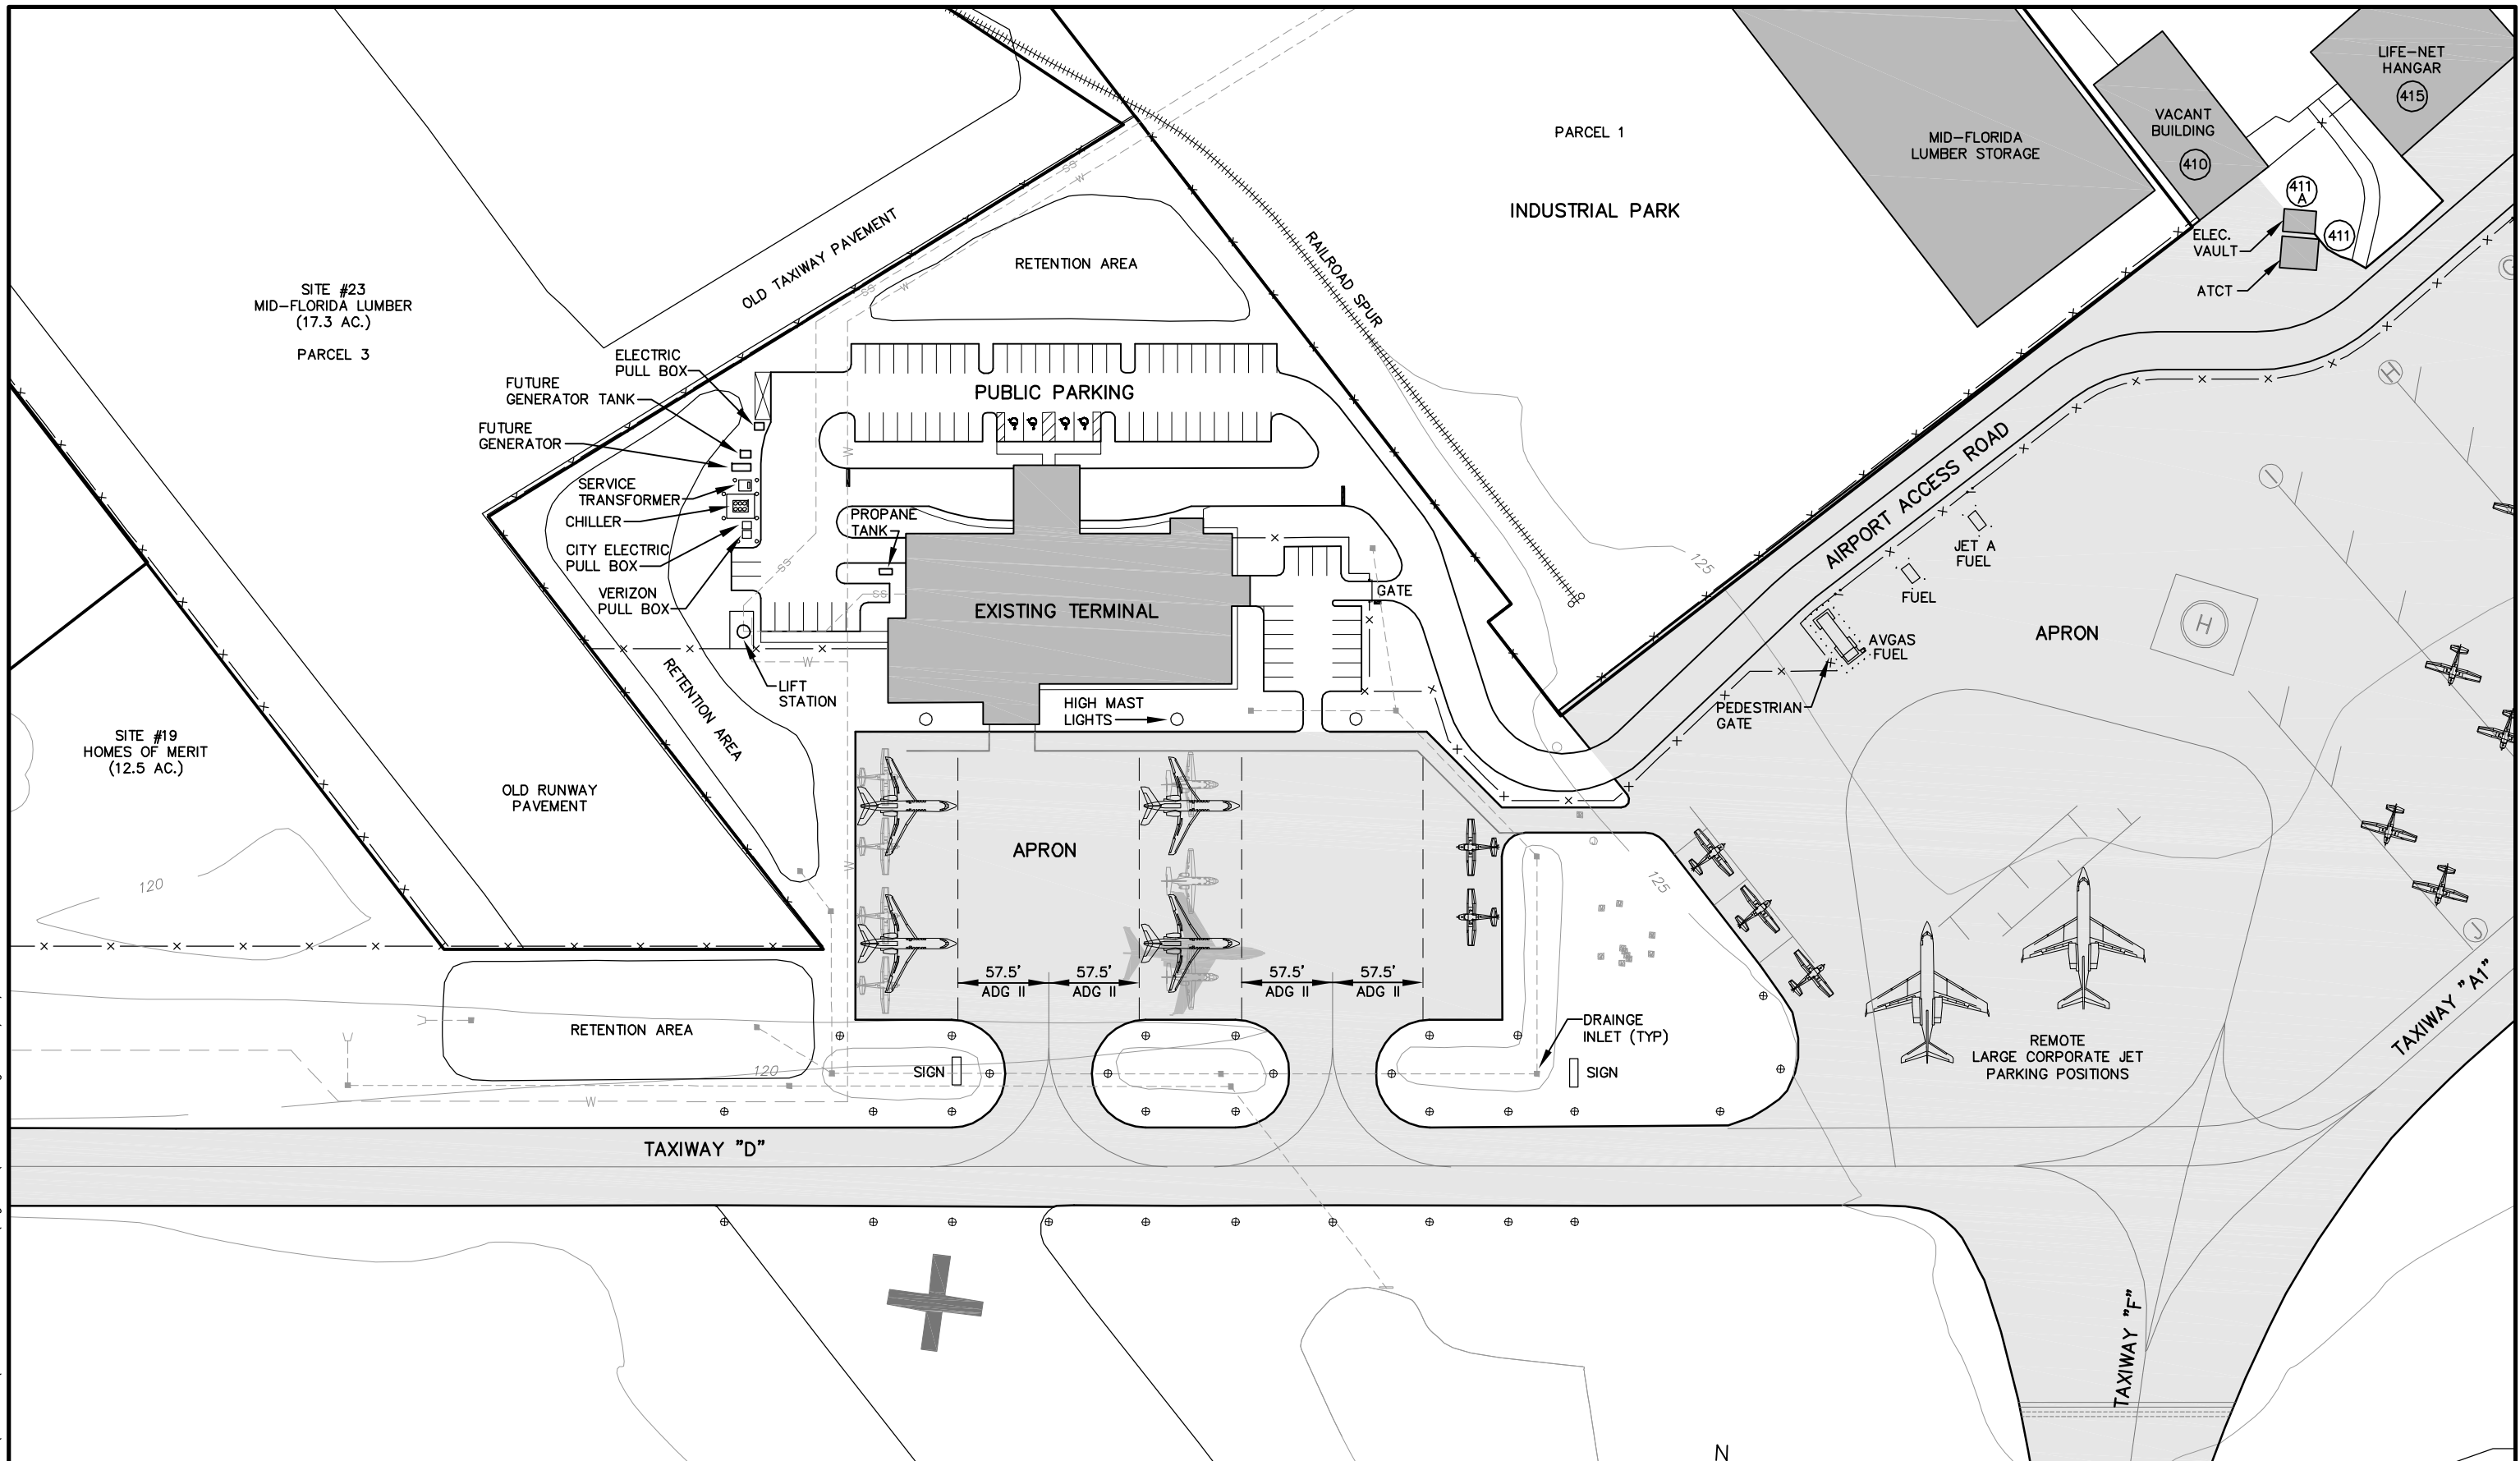 LIFE-NET
HANGAR
415
VACANT
BUILDING
410
PARCEL 1
MID-FLORIDA
LUMBER STORAGE
INDUSTRIAL PARK
411
A
411
ELEC.
VAULT
ATCT
SS
W
OLD TAXIWAY PAVEMENT
RETENTION AREA
RAILROAD SPUR
SITE #23
MID-FLORIDA LUMBER
(17.3 AC.)
PARCEL 3
SS
W
G
H
I
ELECTRIC
PULL BOX
FUTURE
GENERATOR TANK
FUTURE
GENERATOR
SERVICE
TRANSFORMER
CHILLER
CITY ELECTRIC
PULL BOX
VERIZON
PULL BOX
PUBLIC PARKING
W
PROPANE
TANK
SS
SS
GATE
EXISTING TERMINAL
AIRPORT ACCESS ROAD
125
JET A
FUEL
FUEL
AVGAS
FUEL
APRON
H
RETENTION AREA
W
LIFT
STATION
HIGH MAST
LIGHTS
PEDESTRIAN
GATE
SITE #19
HOMES OF MERIT
(12.5 AC.)
OLD RUNWAY
PAVEMENT
120
W
APRON
125
J
57.5'
ADG II
57.5'
ADG II
57.5'
ADG II
57.5'
ADG II
RETENTION AREA
120
W
SIGN
DRAINGE
INLET (TYP)
SIGN
REMOTE
LARGE CORPORATE JET
PARKING POSITIONS
TAXIWAY "A1"
TAXIWAY "D"
TAXIWAY "F"
N